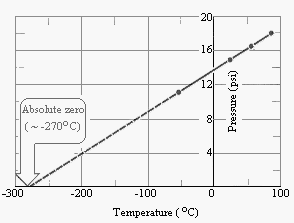 20
16
12
8
4
Pressure (psi)
Absolute zero
(~-270°C)
-300
-200
-100
0
100
Temperature (°C)